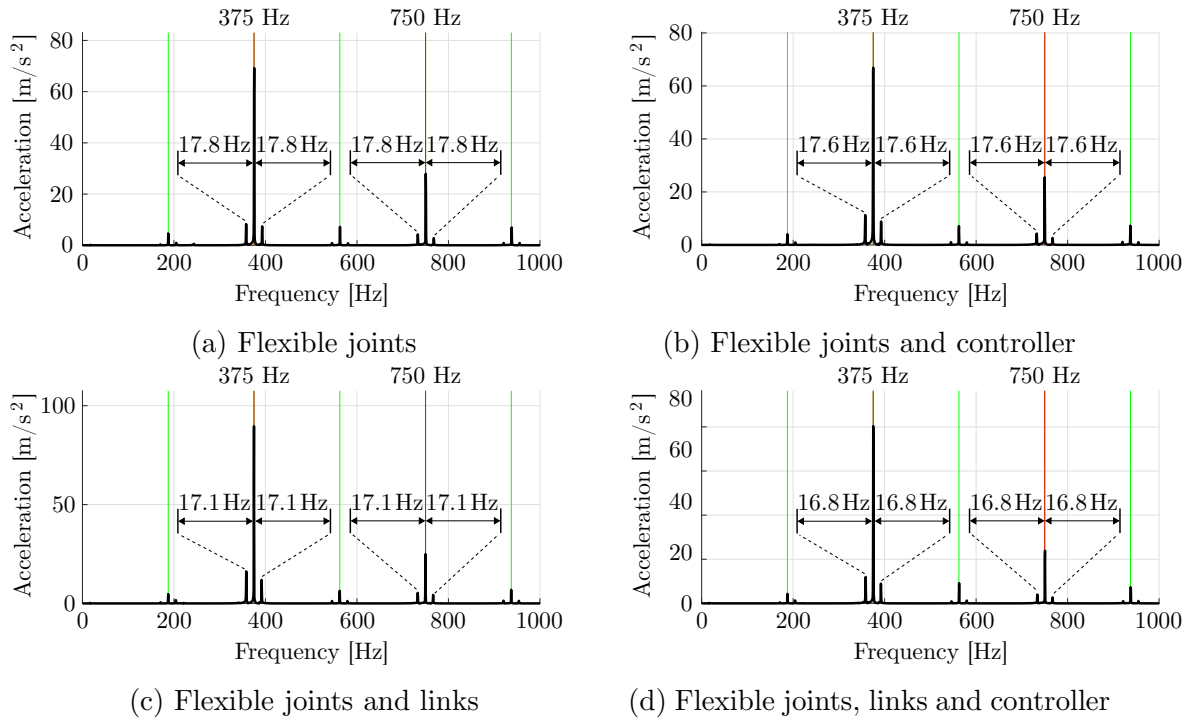 375 Hz 750 Hz
Acceleration [m/s²]
80
60
40
20
0
17.8 Hz 17.8 Hz 17.8 Hz 17.8 Hz
0 200 400 600 800 1000
Frequency [Hz]
(a) Flexible joints
375 Hz 750 Hz
Acceleration [m/s²]
80
60
40
20
0
17.6 Hz 17.6 Hz 17.6 Hz 17.6 Hz
0 200 400 600 800 1000
Frequency [Hz]
(b) Flexible joints and controller
375 Hz 750 Hz
Acceleration [m/s²]
100
50
0
17.1 Hz 17.1 Hz 17.1 Hz 17.1 Hz
0 200 400 600 800 1000
Frequency [Hz]
(c) Flexible joints and links
375 Hz 750 Hz
Acceleration [m/s²]
80
60
40
20
0
16.8 Hz 16.8 Hz 16.8 Hz 16.8 Hz
0 200 400 600 800 1000
Frequency [Hz]
(d) Flexible joints, links and controller